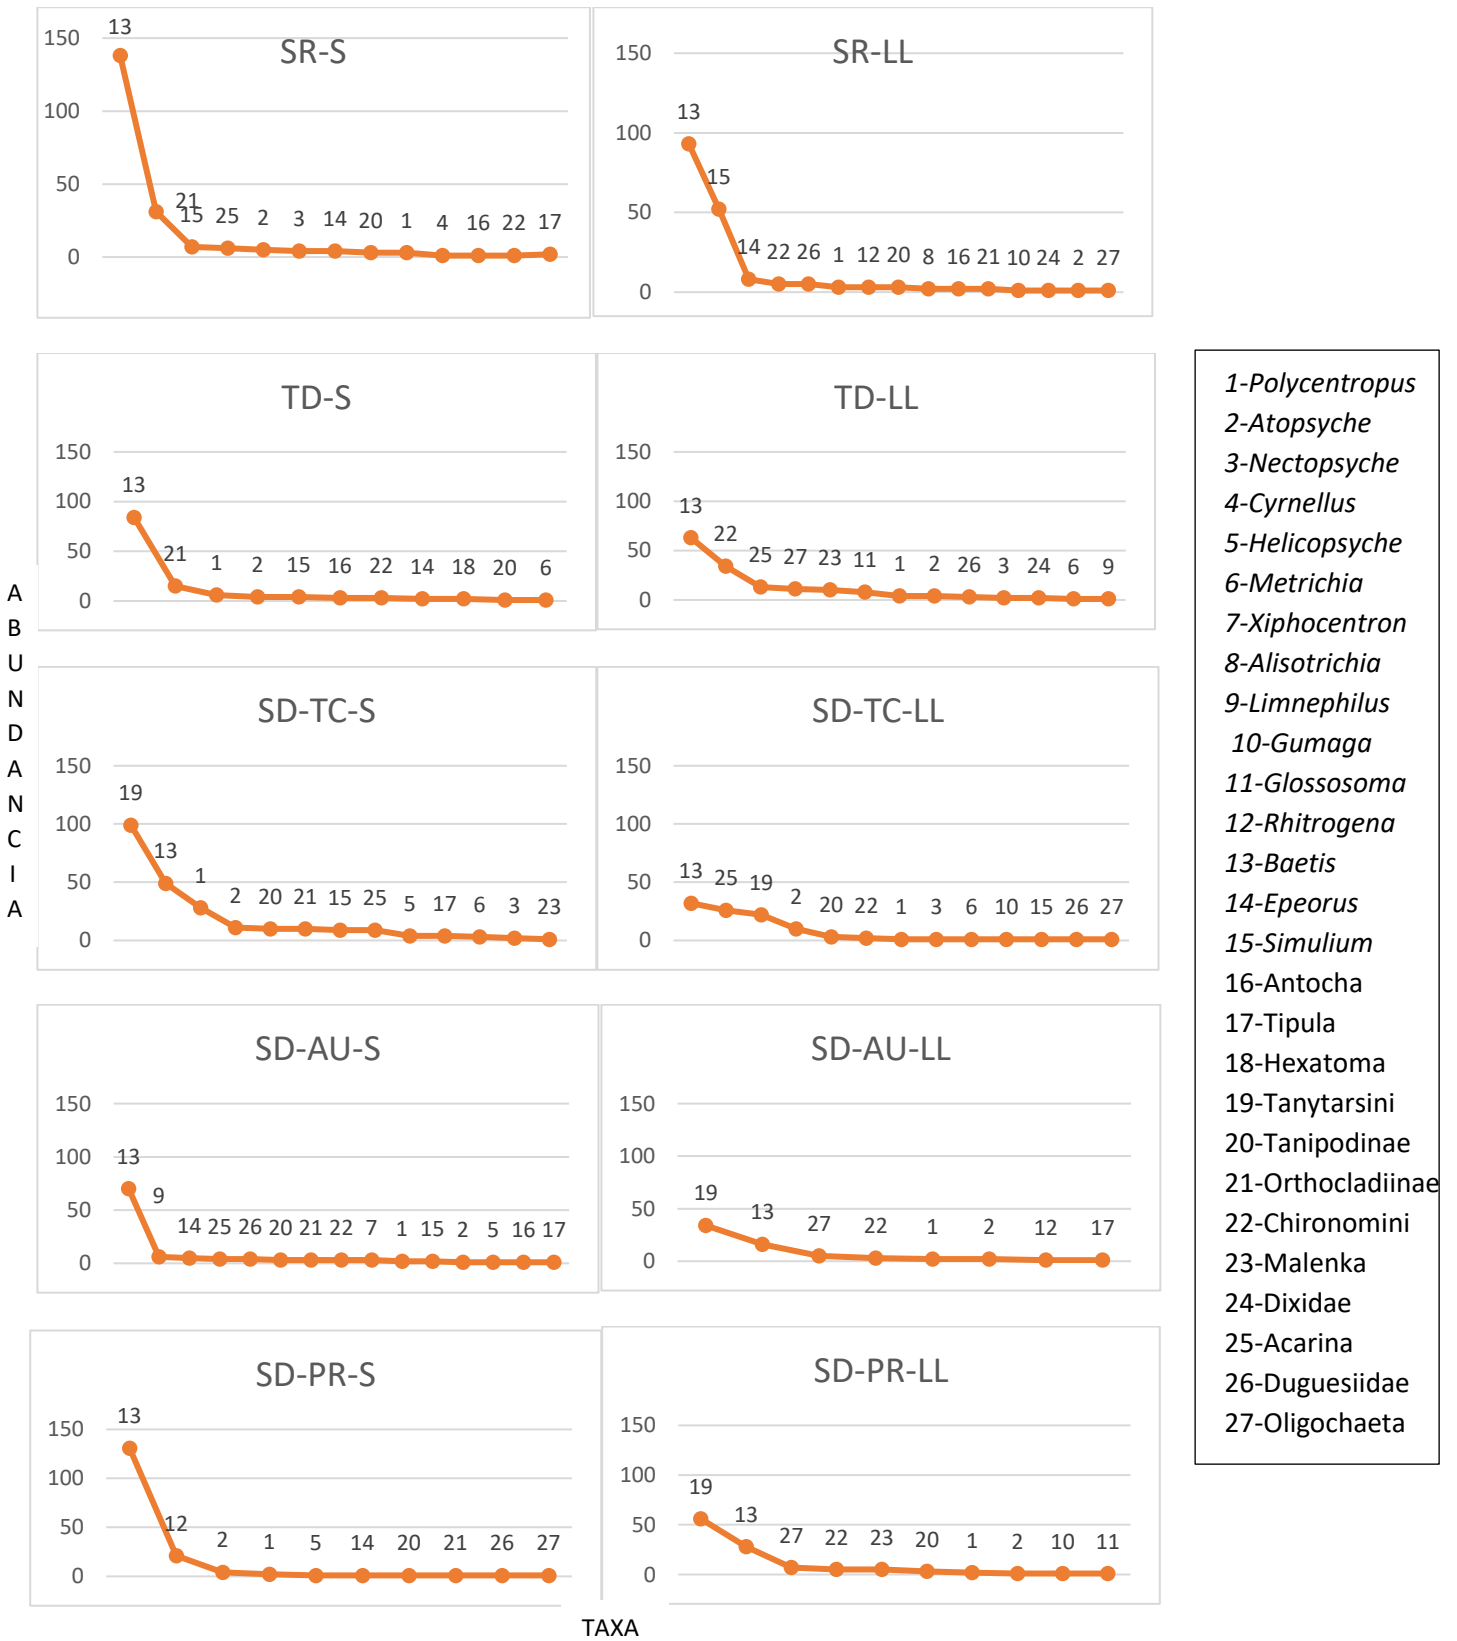 SR-S
150
100
50
0
13
21
15 25 2 3 14 20 1 4 16 22 17
SR-LL
150
100
50
0
13
15
14 22 26 1 12 20 8 16 21 10 24 2 27
TD-S
150
100
50
0
13
21 1 2 15 16 22 14 18 20 6
TD-LL
150
100
50
0
13
22
25 27 23 11 1 2 26 3 24 6 9
SD-TC-S
150
100
50
0
19
13
1
2 20 21 15 25 5 17 6 3 23
SD-TC-LL
150
100
50
0
13 25 19 2 20 22 1 3 6 10 15 26 27
SD-AU-S
150
100
50
0
13
9
14 25 26 20 21 22 7 1 15 2 5 16 17
SD-AU-LL
150
100
50
0
19
13 27 22 1 2 12 17
SD-PR-S
150
100
50
0
13
12 2 1 5 14 20 21 26 27
SD-PR-LL
150
100
50
0
19
13
27 22 23 20 1 2 10 11
A
B
U
N
D
A
N
C
I
A
TAXA
1-Polycentropus
2-Atopsyche
3-Nectopsyche
4-Cyrnellus
5-Helicopsyche
6-Metrichia
7-Xiphocentron
8-Alisotrichia
9-Limnephilus
10-Gumaga
11-Glossosoma
12-Rhitrogena
13-Baetis
14-Epeorus
15-Simulium
16-Antocha
17-Tipula
18-Hexatoma
19-Tanytarsini
20-Tanipodinae
21-Orthocladiinae
22-Chironomini
23-Malenka
24-Dixidae
25-Acarina
26-Duguesiidae
27-Oligochaeta